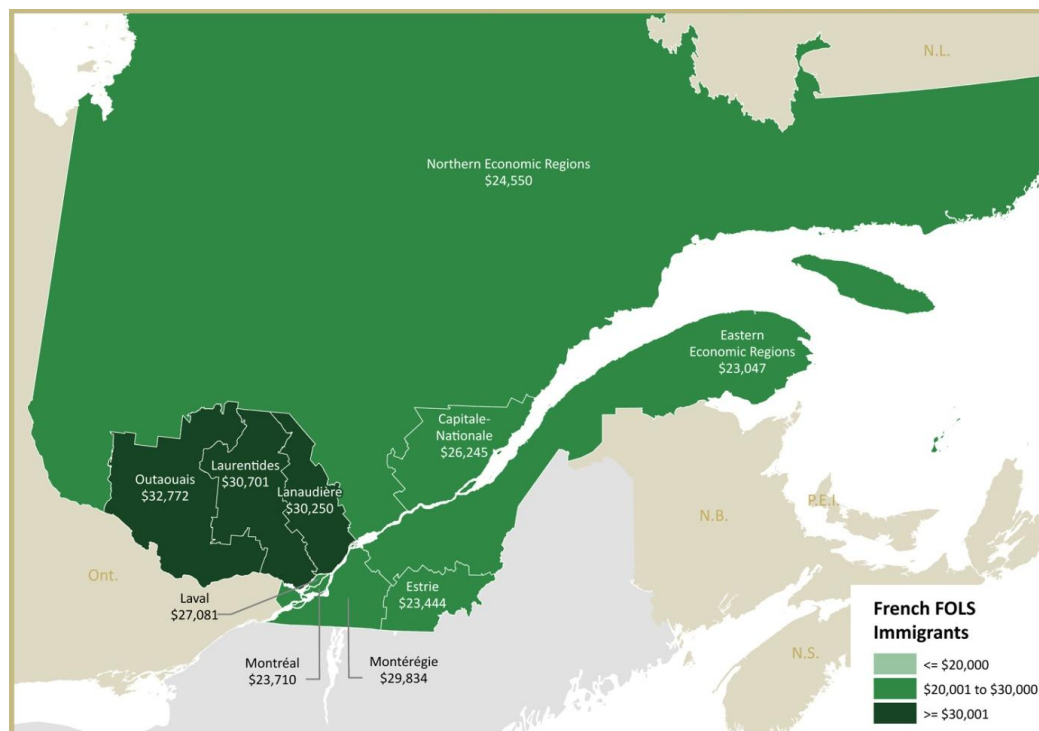 N.L.
Northern Economic Regions
$24,550
Eastern
Economic Regions
$23,047
Capitale-
Nationale
$26,245
Laurentides
$30,701
Outaouais
$32,772
Lanaudière
$30,250
P.E.I.
N.B.
Ont.
Estrie
$23,444
Laval
$27,081
Montréal
$23,710
Montérégie
$29,834
N.S.
French FOLS
Immigrants
<= $20,000
$20,001 to $30,000
>= $30,001